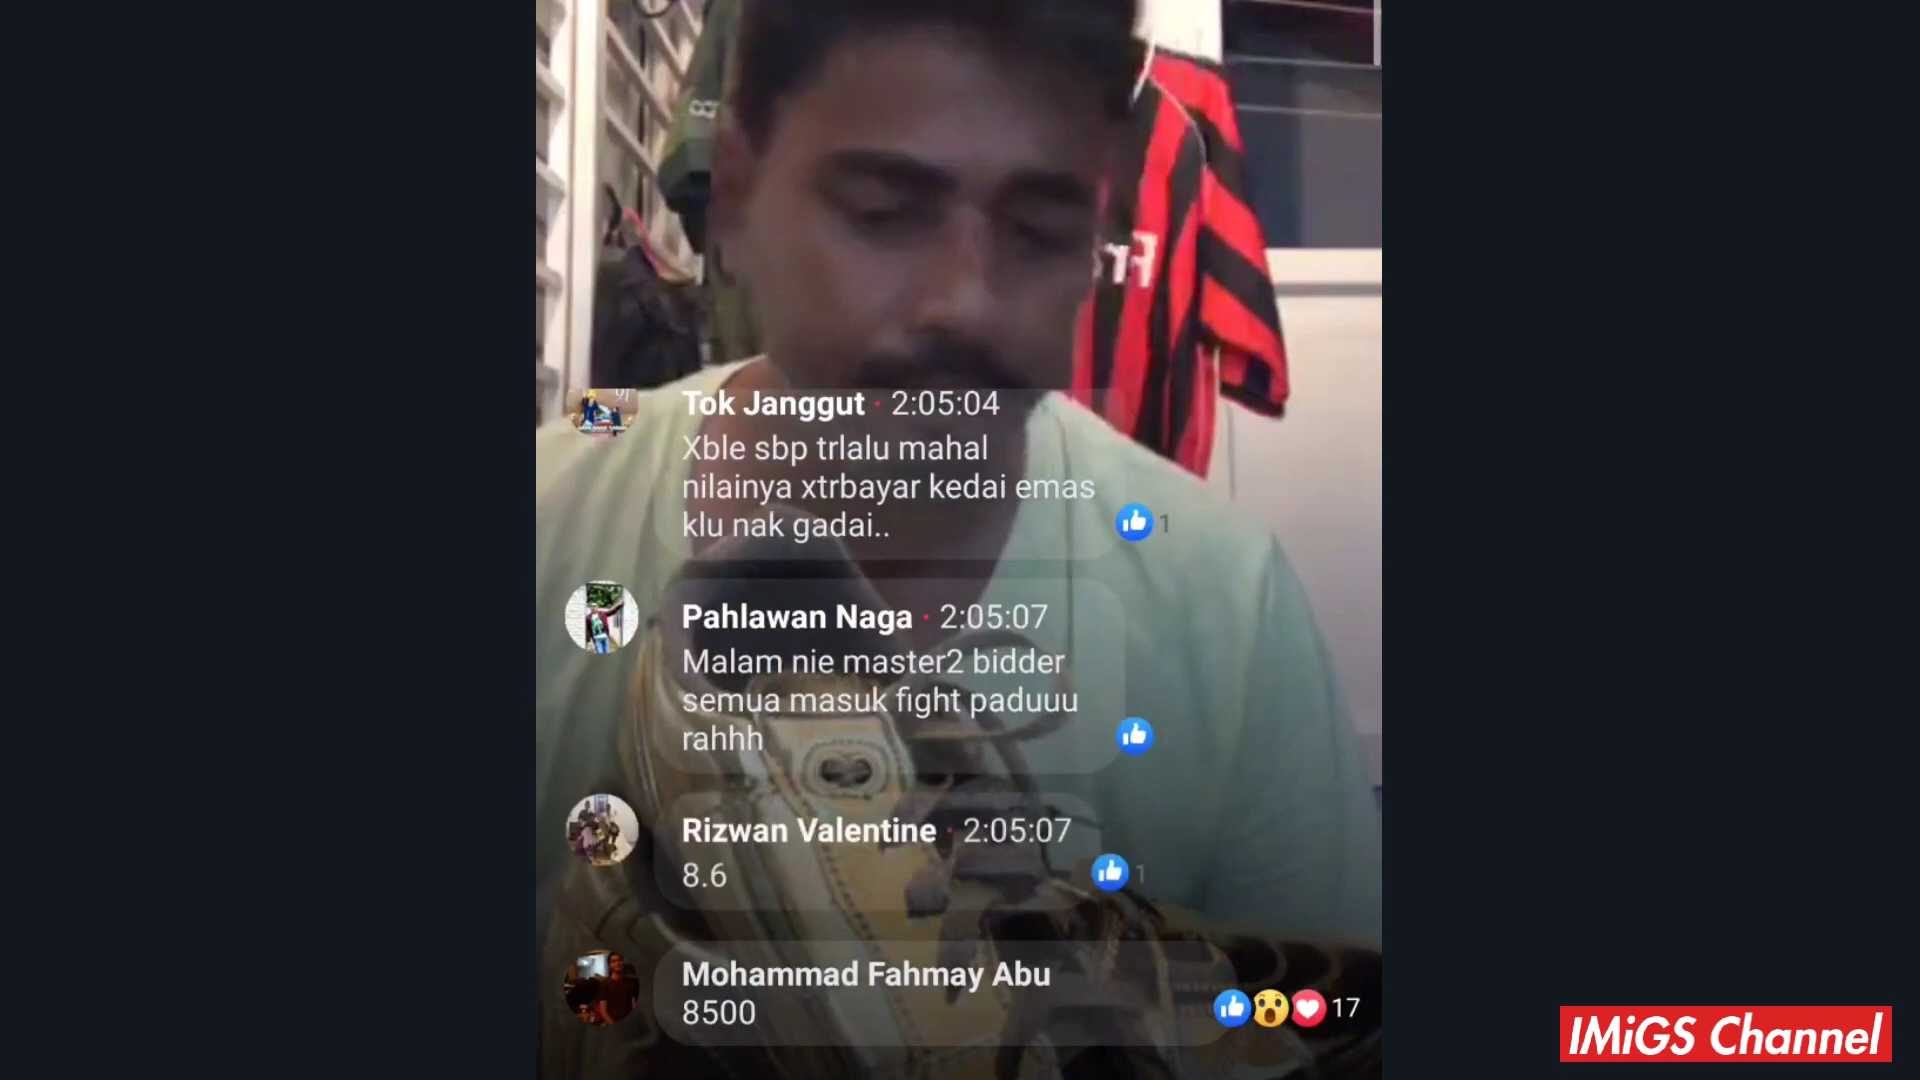 Tok Janggut · 2:05:04
Xble sbp trlalu mahal
nilainya xtrbayar kedai emas
klu nak gadai..
1
Pahlawan Naga · 2:05:07
Malam nie master2 bidder
semua masuk fight paduuu
rahhh
1
Rizwan Valentine · 2:05:07
8.6
1
Mohammad Fahmay Abu
8500
17
IMiGS Channel